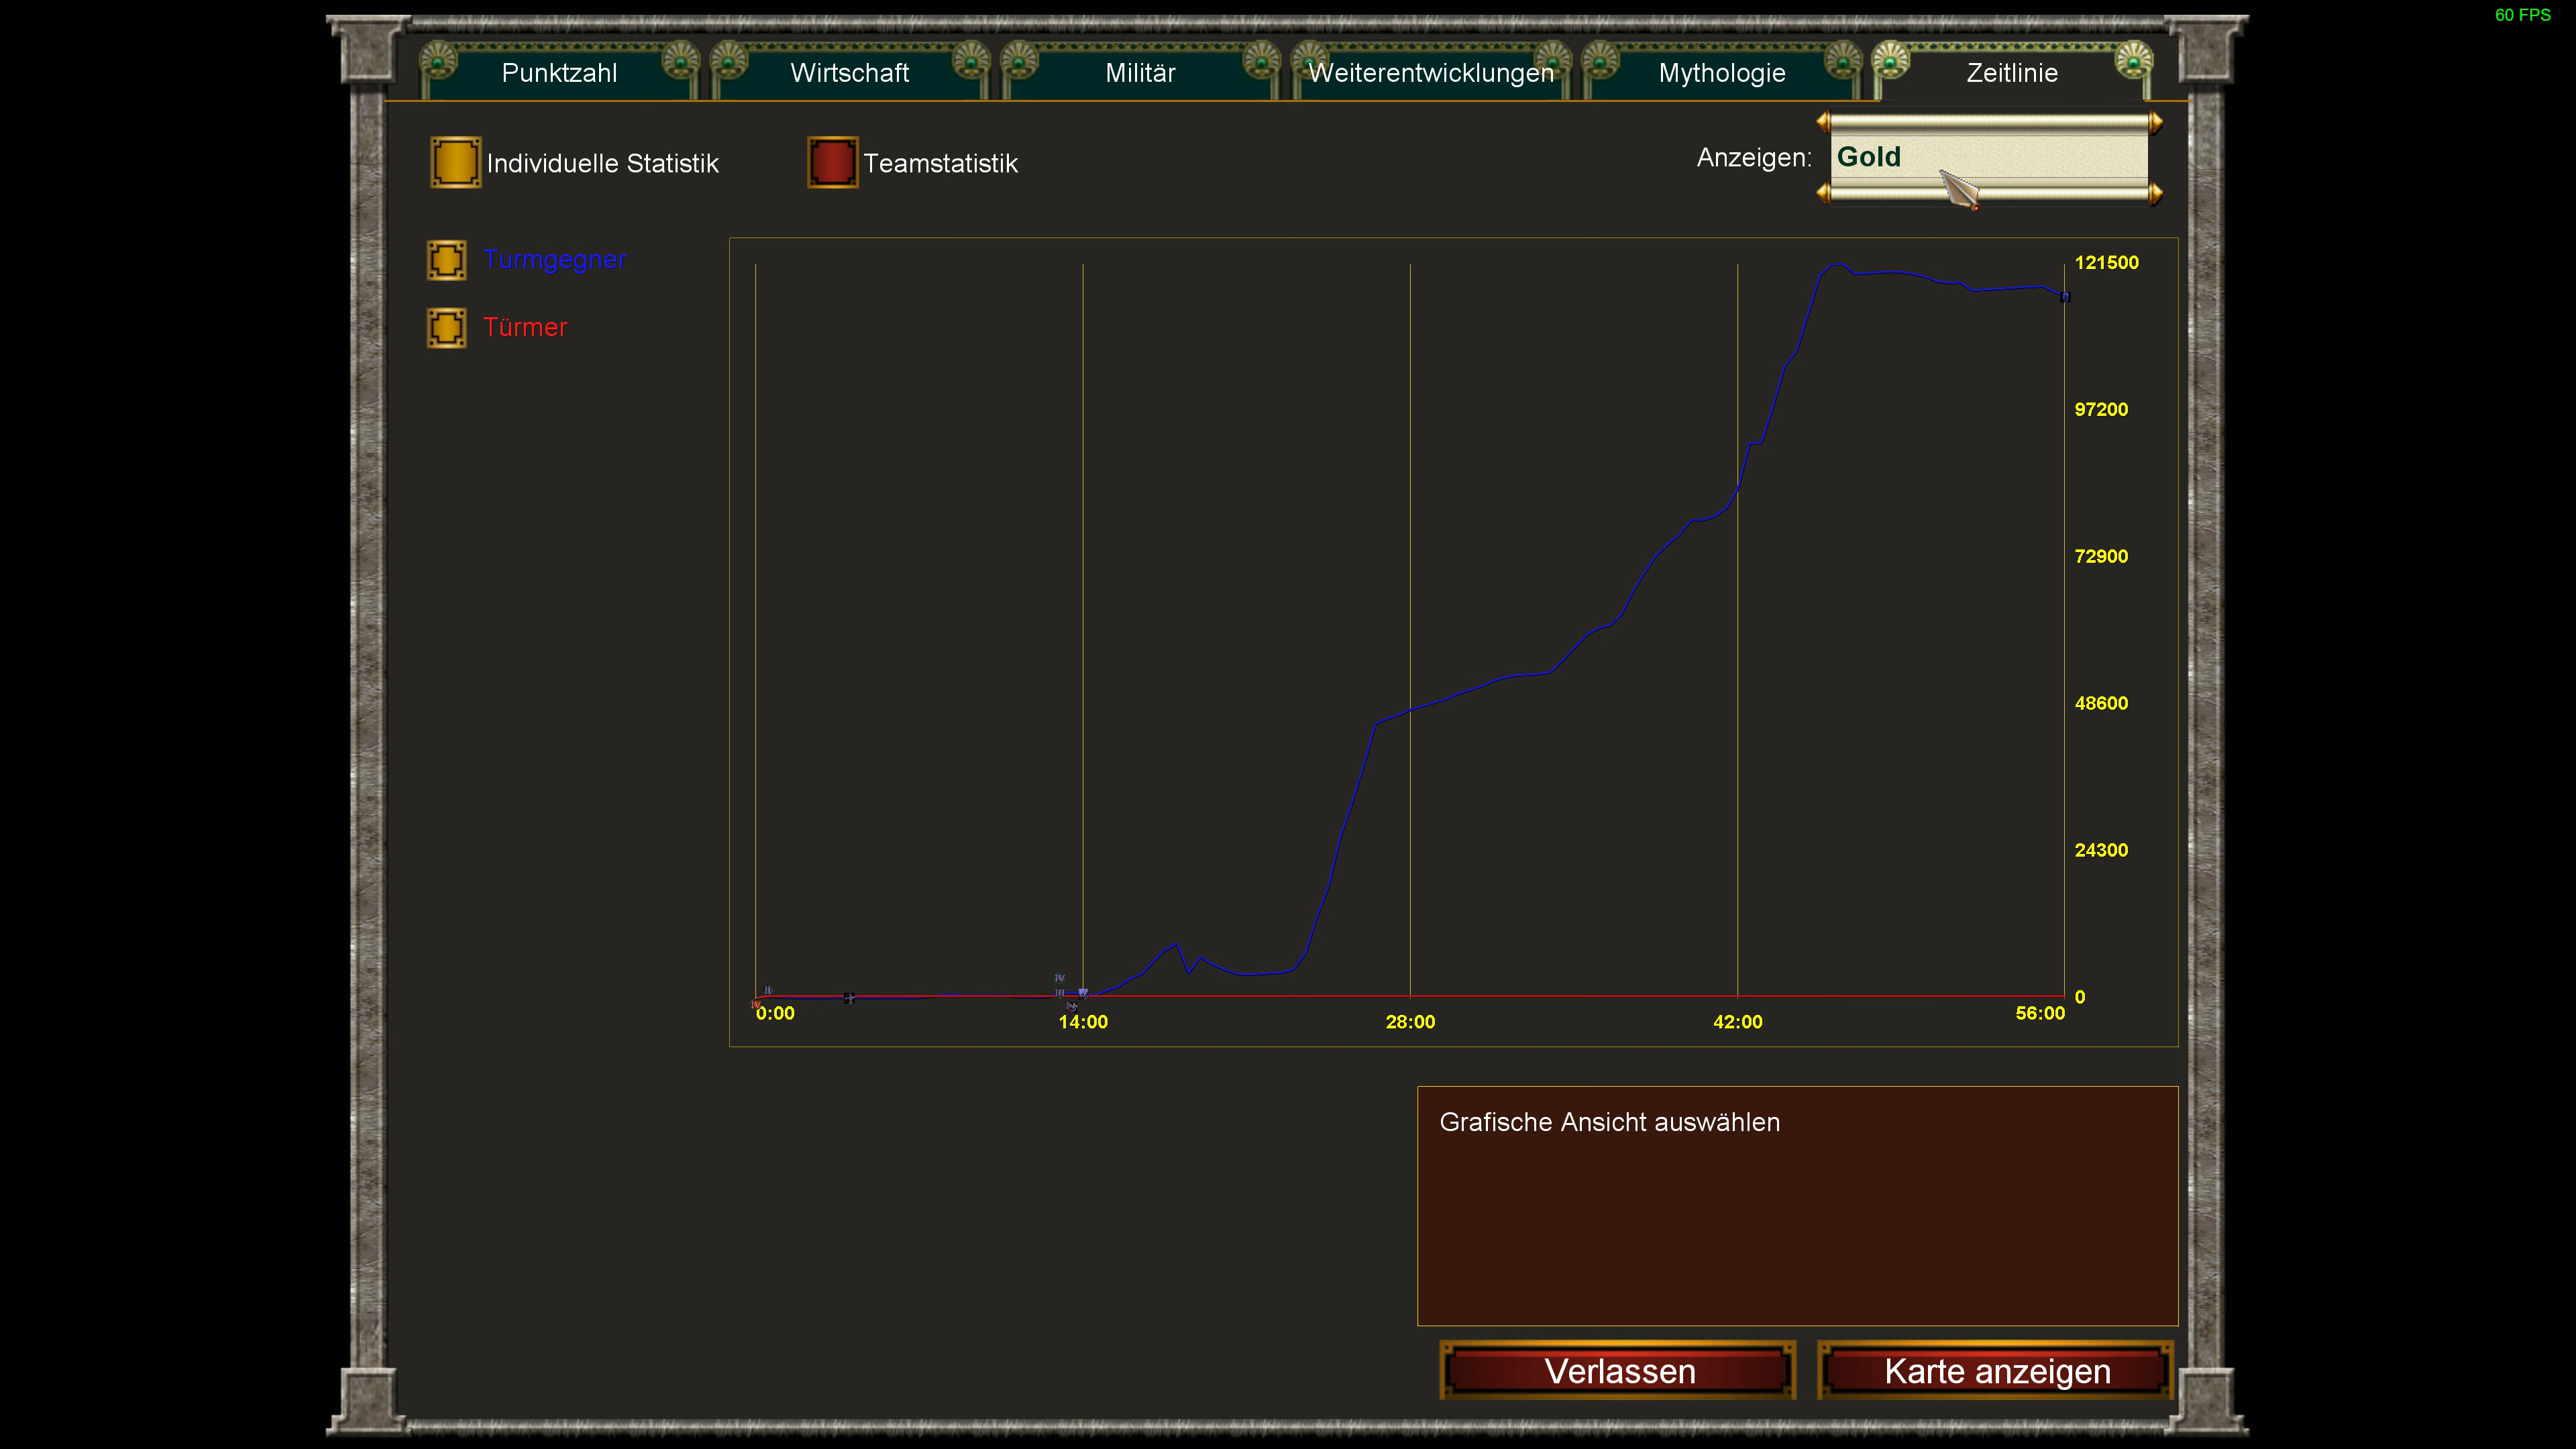 60 FPS
Punktzahl
Wirtschaft
Militär
Weiterentwicklungen
Mythologie
Zeitlinie
Individuelle Statistik
Teamstatistik
Anzeigen:
Gold
Turmgegner
Türmer
121500
97200
72900
48600
24300
0
0:00
14:00
28:00
42:00
56:00
Grafische Ansicht auswählen
Verlassen
Karte anzeigen